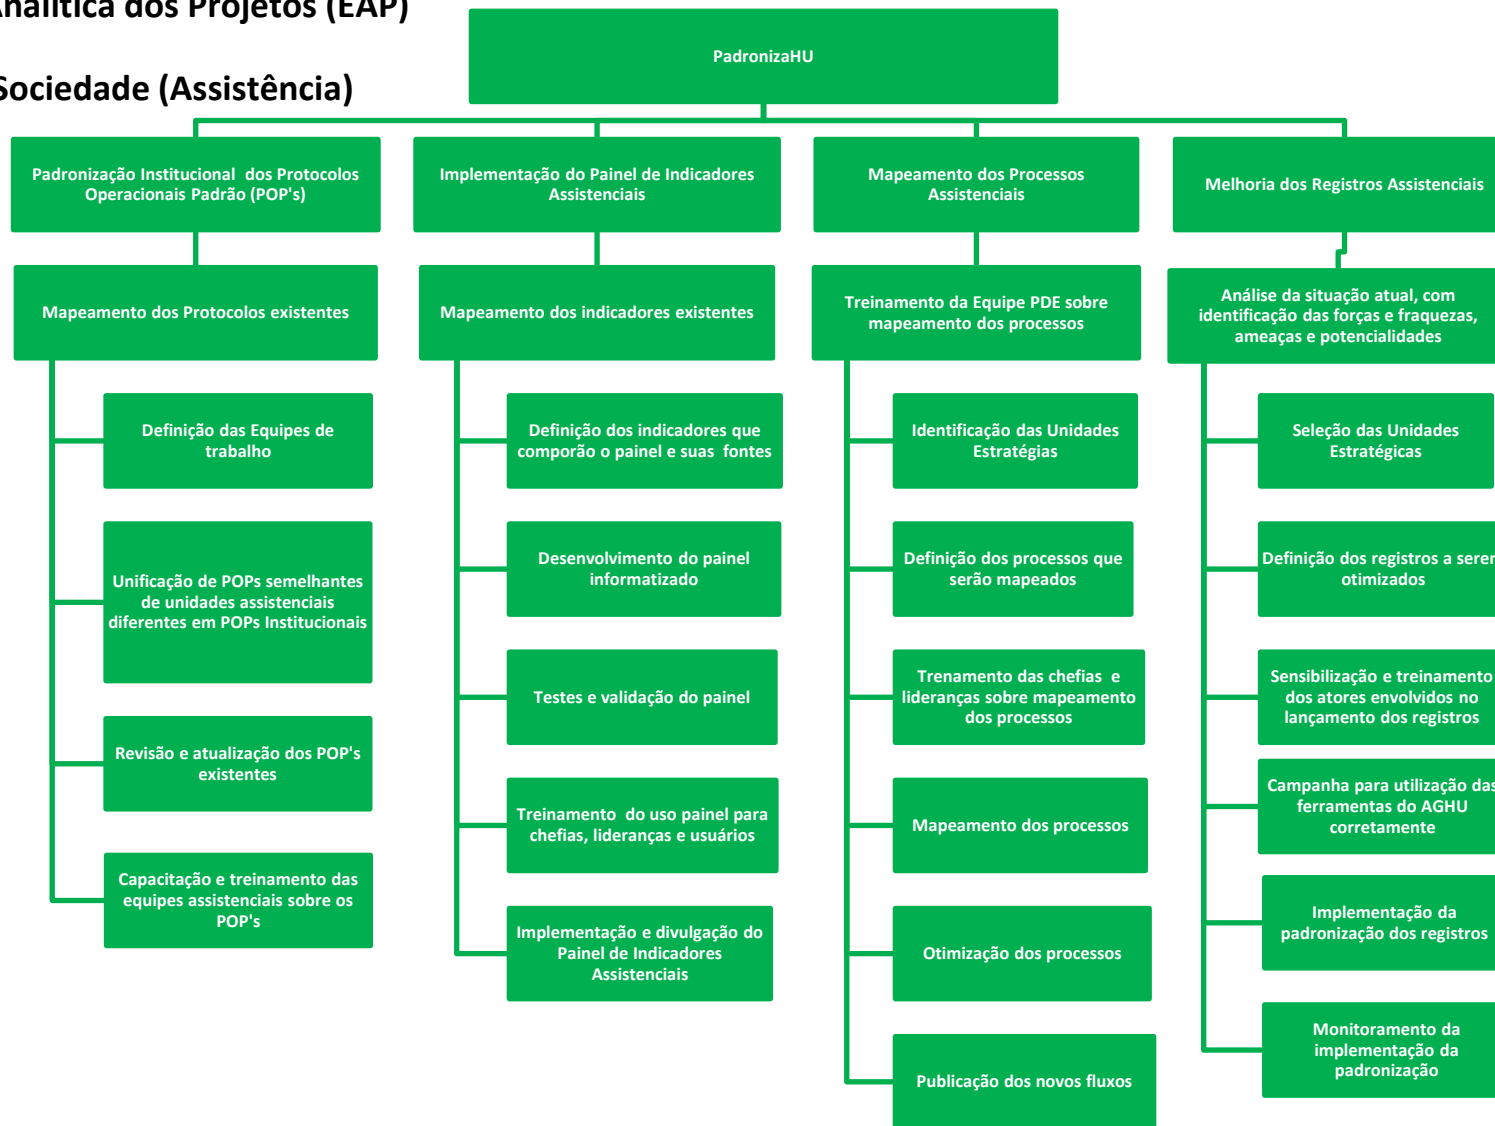 Analítica dos Projetos (EAP)
Sociedade (Assistência)
PadronizaHU
Padronização Institucional dos Protocolos
Operacionais Padrão (POP's)
Mapeamento dos Protocolos existentes
Definição das Equipes de
trabalho
Unificação de POPs semelhantes
de unidades assistenciais
diferentes em POPs Institucionais
Revisão e atualização dos POP's
existentes
Capacitação e treinamento das
equipes assistenciais sobre os
POP's
Implementação do Painel de Indicadores
Assistenciais
Mapeamento dos indicadores existentes
Definição dos indicadores que
comporão o painel e suas fontes
Desenvolvimento do painel
informatizado
Testes e validação do painel
Treinamento do uso painel para
chefias, lideranças e usuários
Implementação e divulgação do
Painel de Indicadores
Assistenciais
Mapeamento dos Processos
Assistenciais
Treinamento da Equipe PDE sobre
mapeamento dos processos
Identificação das Unidades
Estratégias
Definição dos processos que
serão mapeados
Trenamento das chefias e
lideranças sobre mapeamento
dos processos
Mapeamento dos processos
Otimização dos processos
Publicação dos novos fluxos
Melhoria dos Registros Assistenciais
Análise da situação atual, com
identificação das forças e fraquezas,
ameaças e potencialidades
Seleção das Unidades
Estratégicas
Definição dos registros a serem
otimizados
Sensibilização e treinamento
dos atores envolvidos no
lançamento dos registros
Campanha para utilização das
ferramentas do AGHU
corretamente
Implementação da
padronização dos registros
Monitoramento da
implementação da
padronização